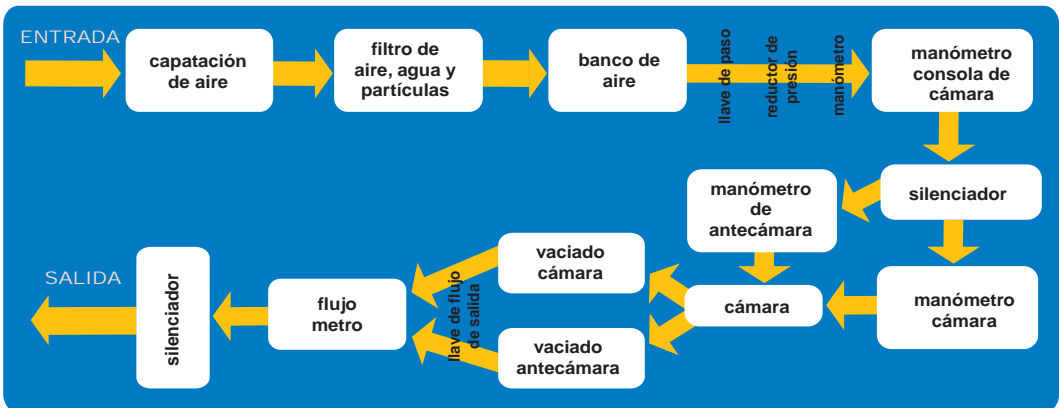 ENTRADA
capatación
de aire
filtro de
aire, agua y
partículas
banco de
aire
llave de paso
reductor de
presión
manómetro
manómetro
consola de
cámara
silenciador
manómetro
de
antecámara
manómetro
cámara
cámara
vaciado
cámara
vaciado
antecámara
llave de flujo
de salida
flujo
metro
silenciador
SALIDA